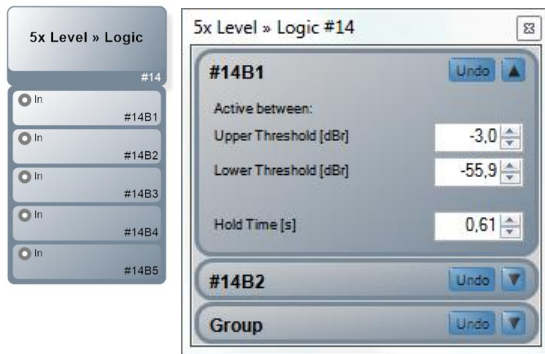 5x Level » Logic
#14
In
#14B1
In
#14B2
In
#14B3
In
#14B4
In
#14B5
5x Level » Logic #14
#14B1 Undo
Active between:
Upper Threshold [dBr] -3,0
Lower Threshold [dBr] -55,9
Hold Time [s] 0,61
#14B2 Undo
Group Undo